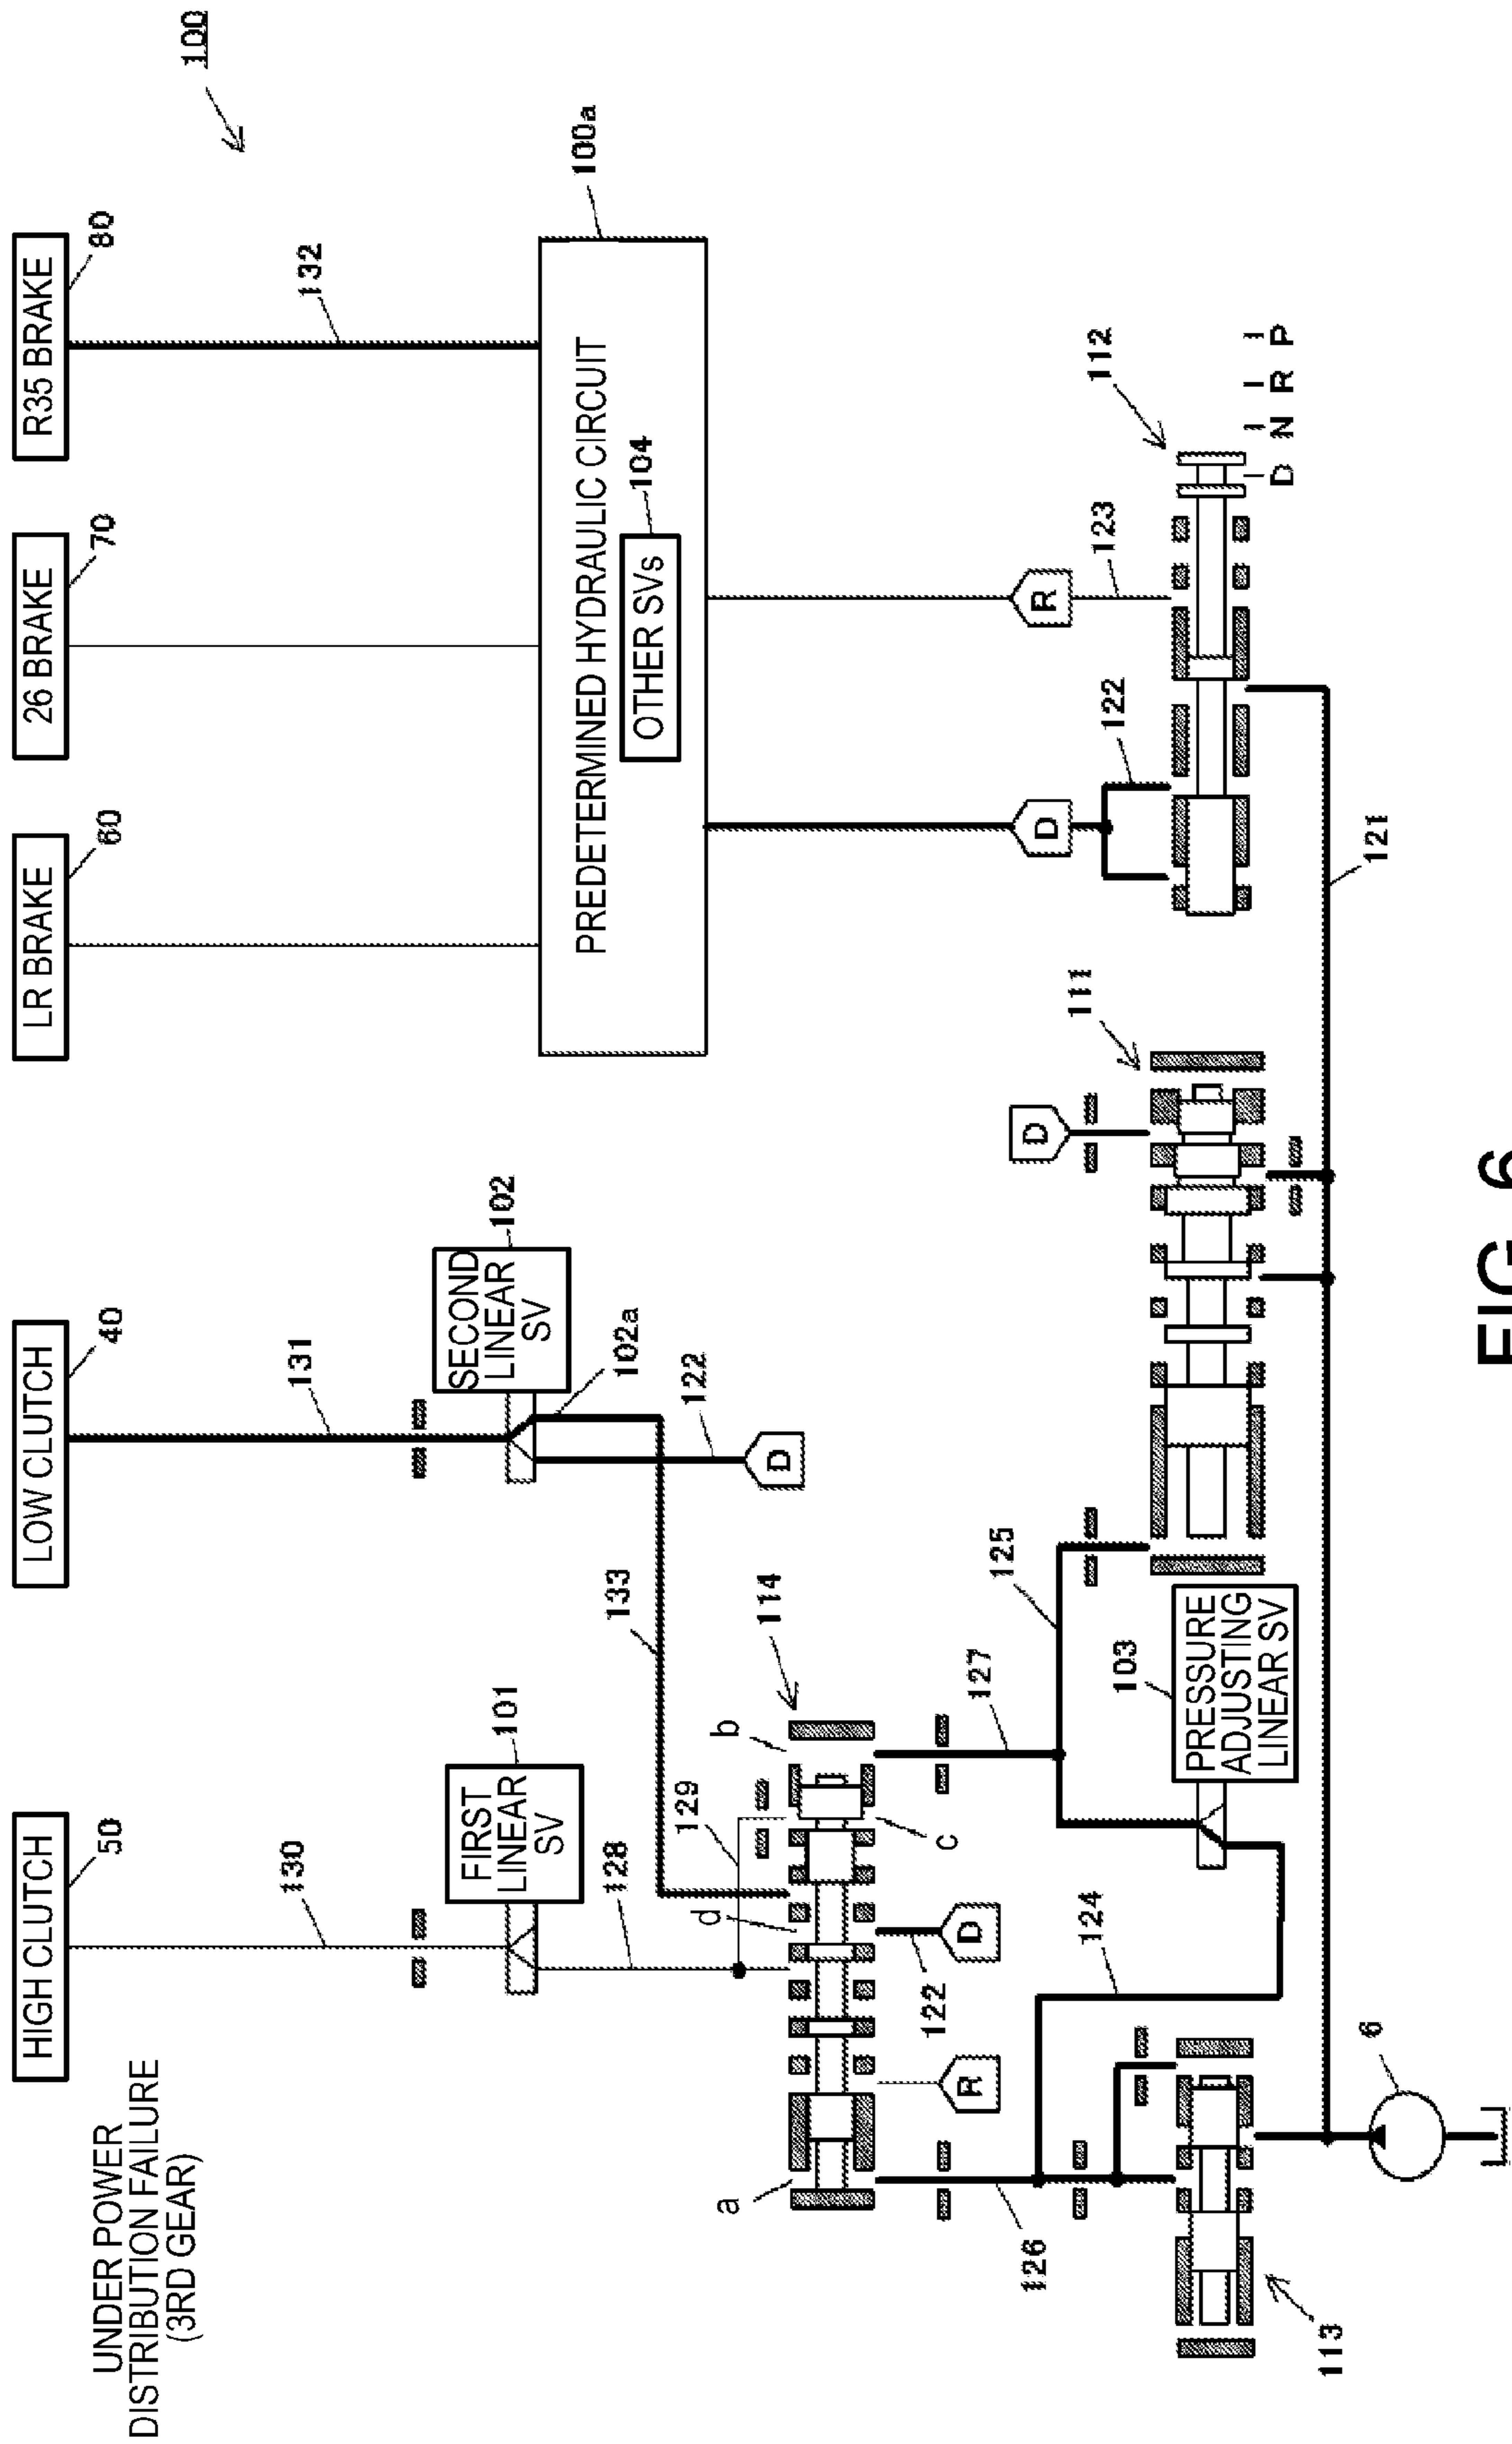 100
HIGH CLUTCH
50
LOW CLUTCH
40
LR BRAKE
60
26 BRAKE
70
R35 BRAKE
80
UNDER POWER
DISTRIBUTION FAILURE
(3RD GEAR)
130
131
132
FIRST
LINEAR
SV
101
SECOND
LINEAR
SV
102
102a
122
D
100a
PREDETERMINED HYDRAULIC CIRCUIT
OTHER SVs
104
128
129
133
114
a
b
c
d
R
D
122
126
127
124
125
PRESSURE
ADJUSTING
LINEAR SV
103
D
111
D
122
R
123
112
D N R P
113
6
121
FIG. 6